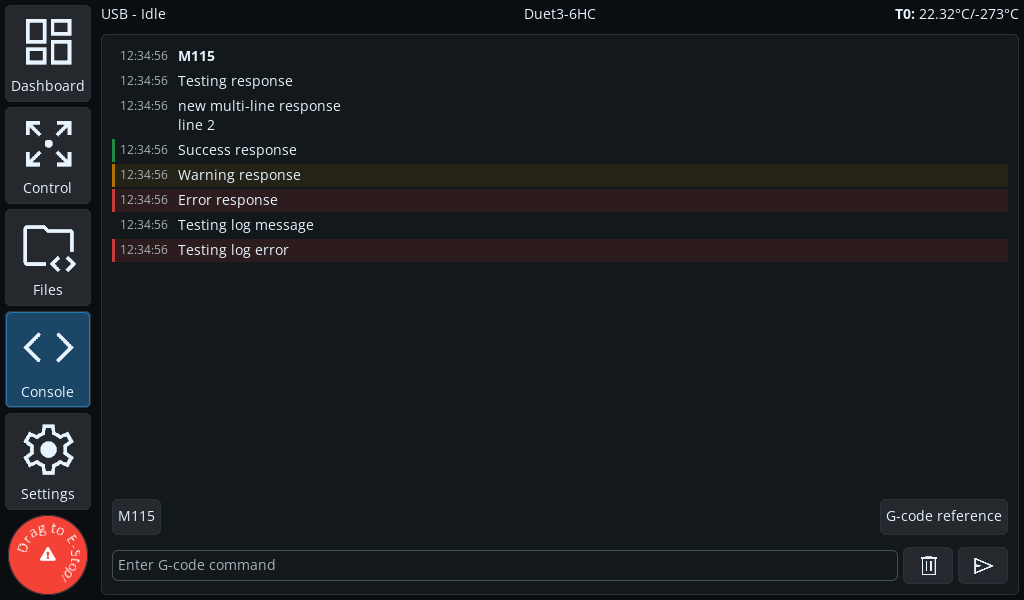 USB - Idle
Duet3-6HC
T0: 22.32°C/-273°C
Dashboard
Control
Files
Console
Settings
Drag to E-Stop!
12:34:56 M115
12:34:56 Testing response
12:34:56 new multi-line response
line 2
12:34:56 Success response
12:34:56 Warning response
12:34:56 Error response
12:34:56 Testing log message
12:34:56 Testing log error
M115
G-code reference
Enter G-code command